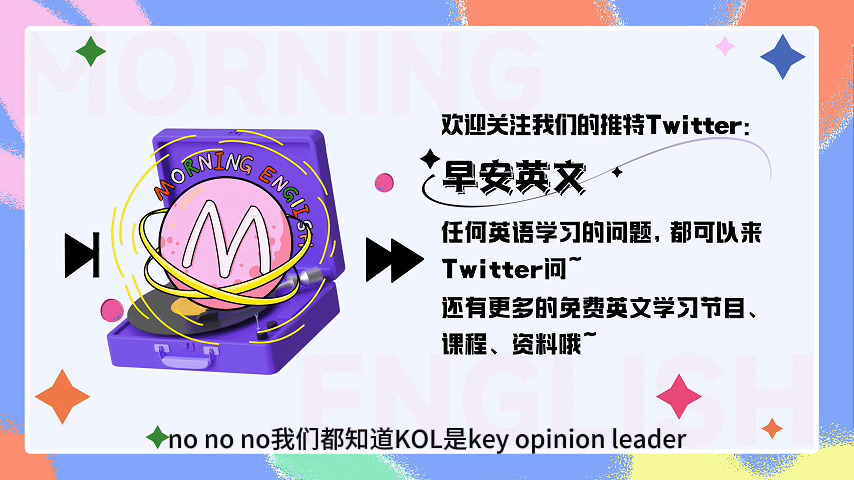 MORNING
MORNING ENGLISH
M
欢迎关注我们的推特Twitter:
早安英文
任何英语学习的问题，都可以来
Twitter问~
还有更多的免费英文学习节目、
课程、资料哦~
ENGLISH
no no no我们都知道KOL是key opinion leader